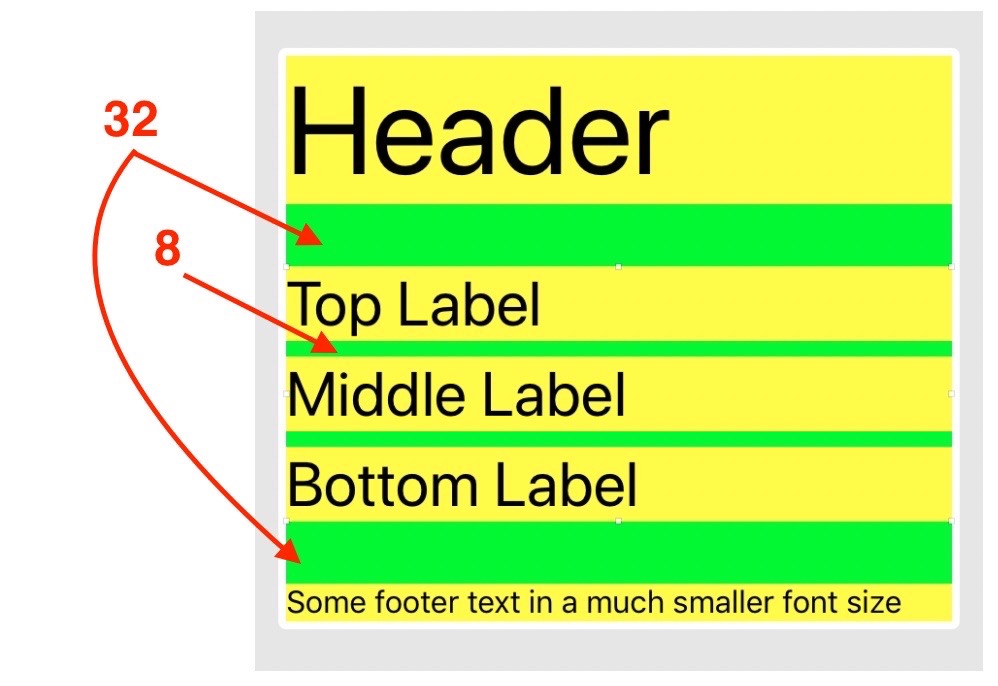 Header
32
8
Top Label
Middle Label
Bottom Label
Some footer text in a much smaller font size